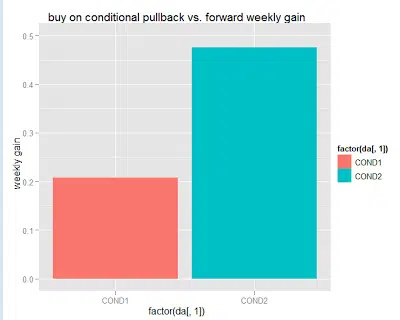 buy on conditional pullback vs. forward weekly gain
0.5
0.4
0.3
0.2
0.1
0.0
weekly gain
COND1
COND2
factor(da[, 1])
factor(da[, 1])
COND1
COND2